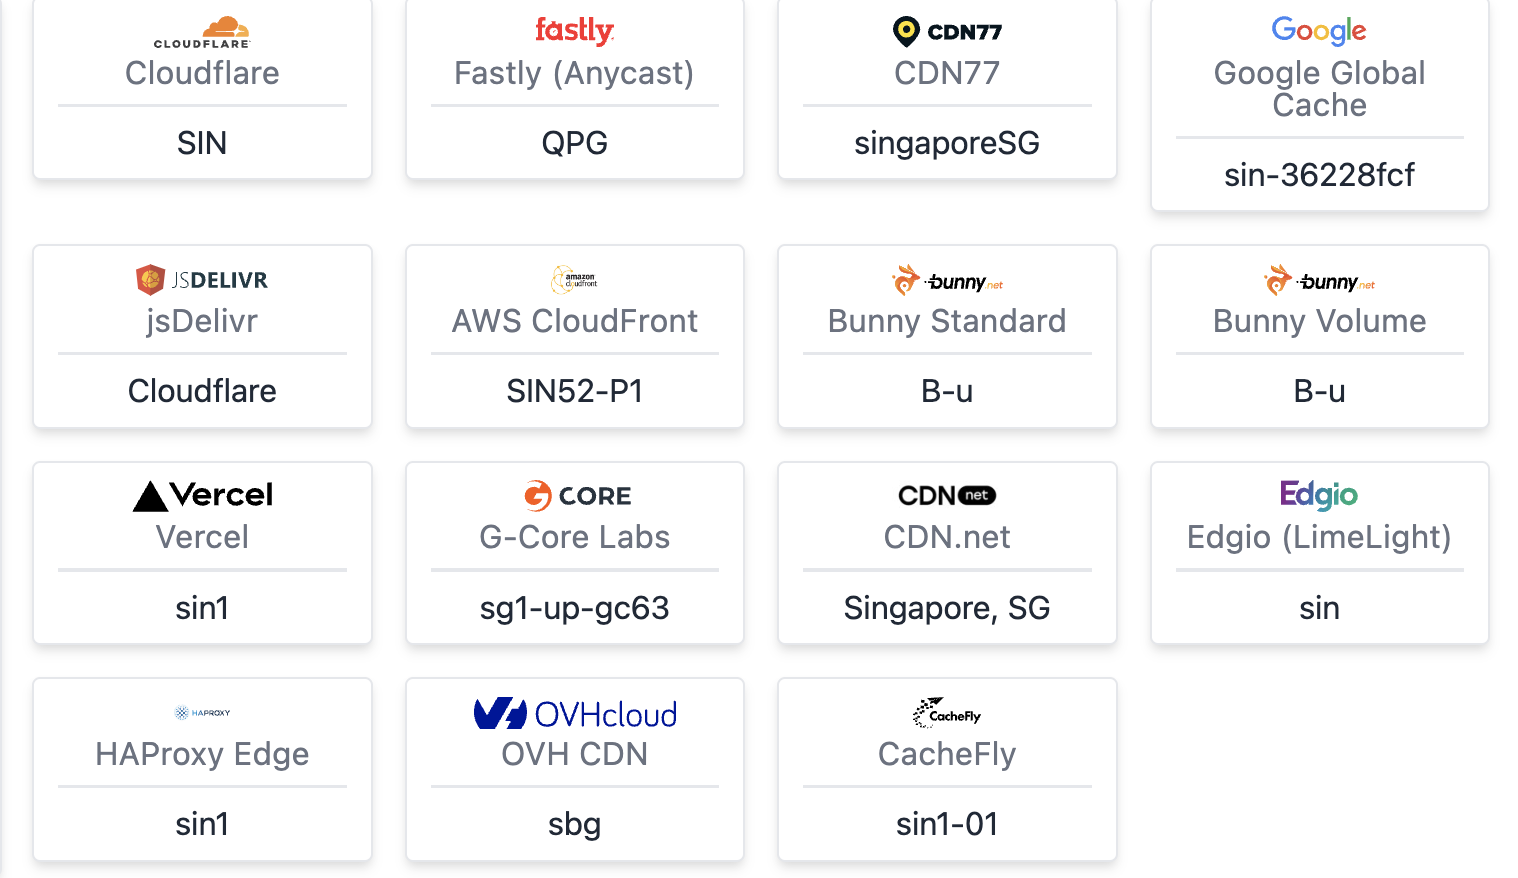 CLOUDFLARE
Cloudflare
SIN
fastly
Fastly (Anycast)
QPG
CDN77
CDN77
singaporeSG
Google
Google Global
Cache
sin-36228fcf
JSDELIVR
jsDelivr
Cloudflare
amazon
cloudfront
AWS CloudFront
SIN52-P1
bunny.net
Bunny Standard
B-u
bunny.net
Bunny Volume
B-u
Vercel
Vercel
sin1
G CORE
G-Core Labs
sg1-up-gc63
CDN net
CDN.net
Singapore, SG
Edgio
Edgio (LimeLight)
sin
HAPROXY
HAProxy Edge
sin1
OVHcloud
OVH CDN
sbg
CacheFly
CacheFly
sin1-01